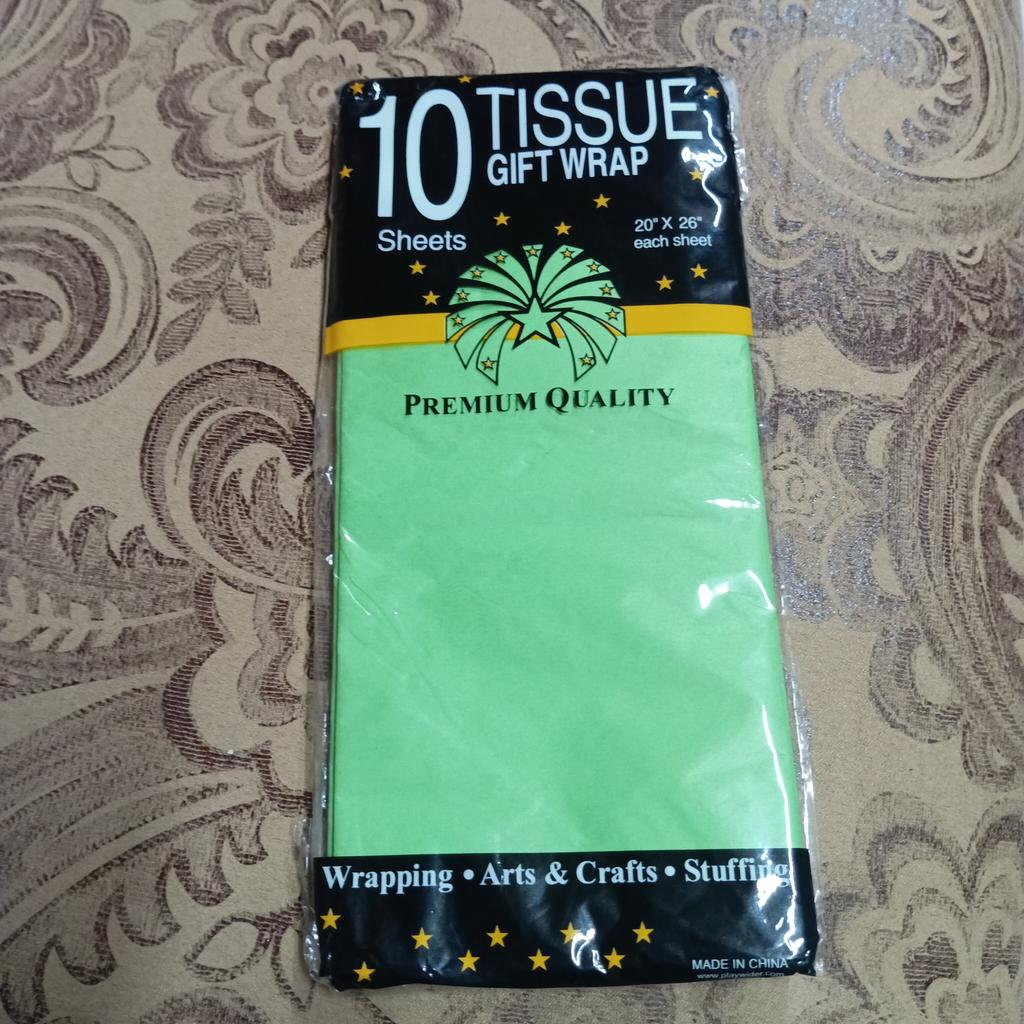 10 TISSUE
GIFT WRAP
Sheets
20" X 26"
each sheet
PREMIUM QUALITY
Wrapping • Arts & Crafts • Stuffing
MADE IN CHINA
www.playwider.com